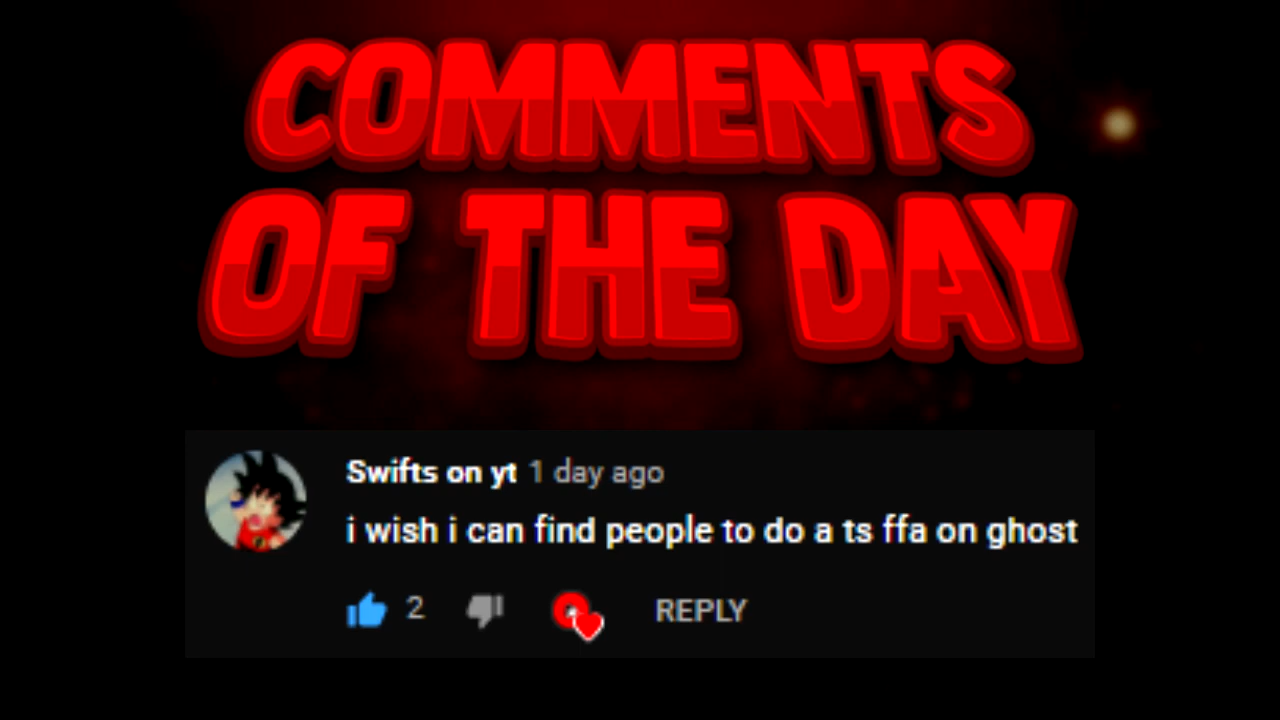 COMMENTS
OF THE DAY
Swifts on yt 1 day ago
i wish i can find people to do a ts ffa on ghost
2 REPLY